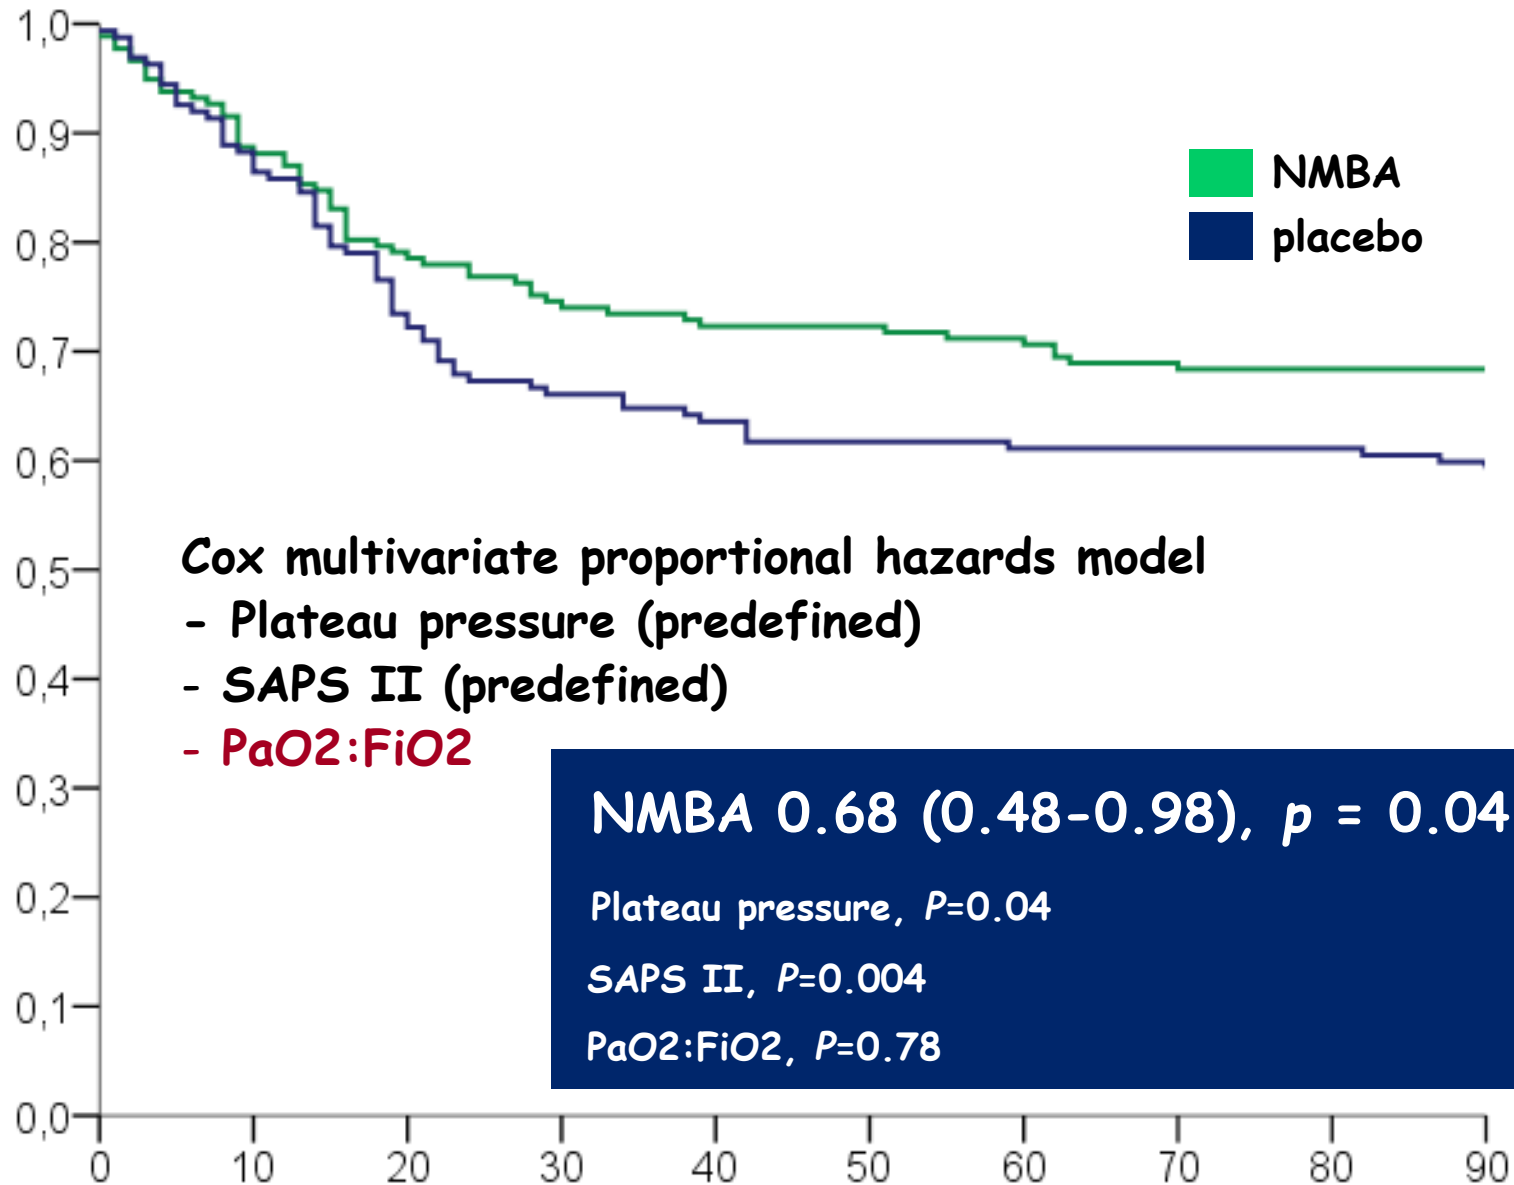 1,0
0,9
0,8
0,7
0,6
0,5
0,4
0,3
0,2
0,1
0,0
NMBA
placebo
Cox multivariate proportional hazards model
- Plateau pressure (predefined)
- SAPS II (predefined)
- PaO2:FiO2
NMBA 0.68 (0.48-0.98), p = 0.04
Plateau pressure, P=0.04
SAPS II, P=0.004
PaO2:FiO2, P=0.78
0 10 20 30 40 50 60 70 80 90